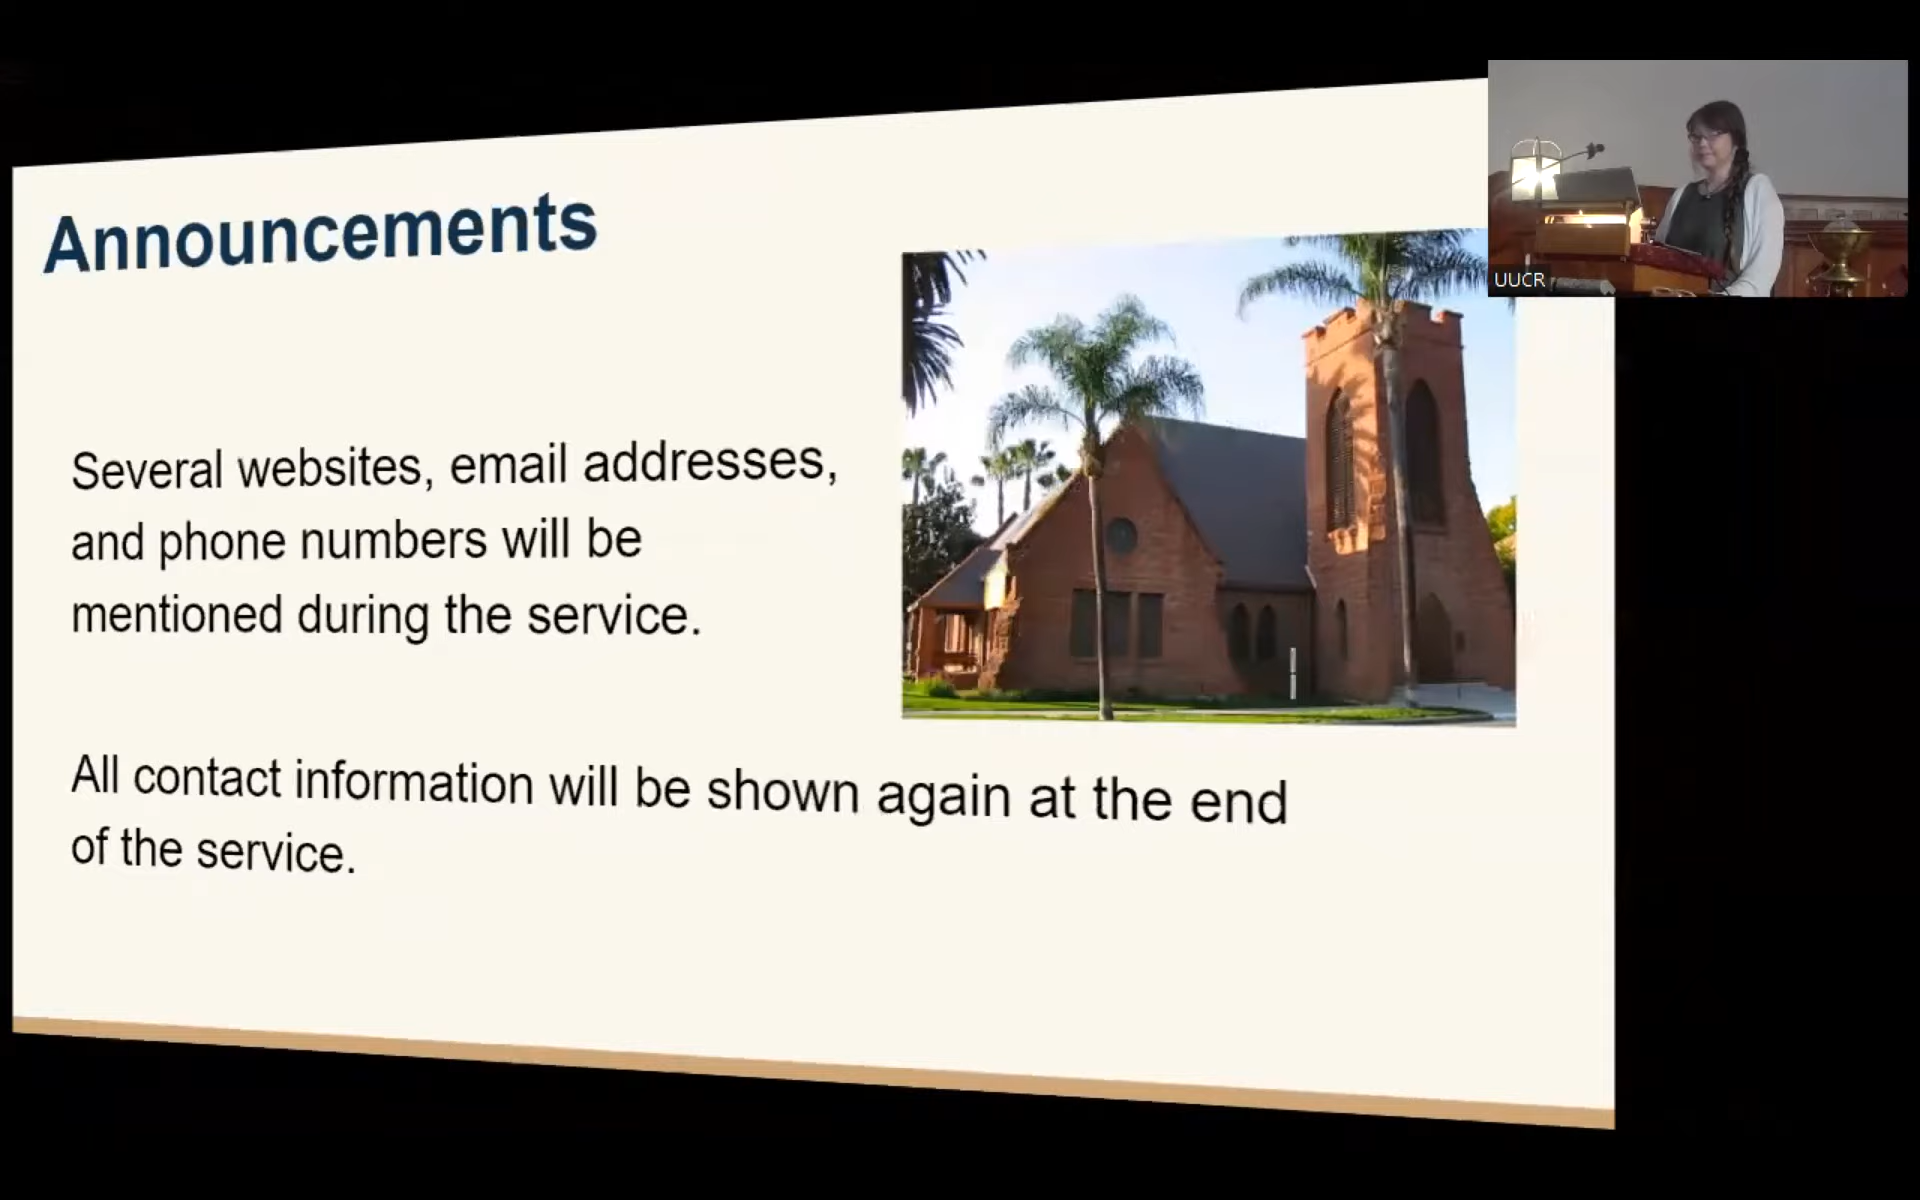 Announcements
Several websites, email addresses,
and phone numbers will be
mentioned during the service.
All contact information will be shown again at the end
of the service.
UUCR